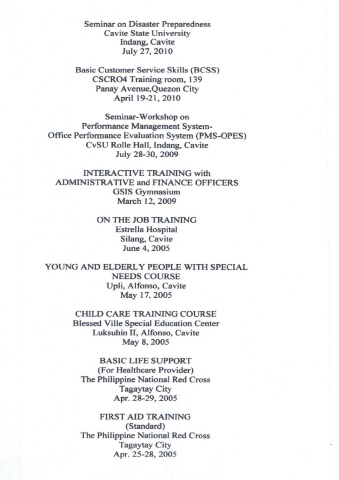 Seminar on Disaster Preparedness
Cavite State University
Indang, Cavite
July 27, 2010
Basic Customer Service Skills (BCSS)
CSCRO4 Training room, 139
Panay Avenue,Quezon City
April 19-21, 2010
Seminar-Workshop on
Performance Management System-
Office Performance Evaluation System (PMS-OPES)
CvSU Rolle Hall, Indang, Cavite
July 28-30, 2009
INTERACTIVE TRAINING with
ADMINISTRATIVE and FINANCE OFFICERS
GSIS Gymnasium
March 12, 2009
ON THE JOB TRAINING
Estrella Hospital
Silang, Cavite
June 4, 2005
YOUNG AND ELDERLY PEOPLE WITH SPECIAL
NEEDS COURSE
Upli, Alfonso, Cavite
May 17, 2005
CHILD CARE TRAINING COURSE
Blessed Ville Special Education Center
Luksuhin II, Alfonso, Cavite
May 8, 2005
BASIC LIFE SUPPORT
(For Healthcare Provider)
The Philippine National Red Cross
Tagaytay City
Apr. 28-29, 2005
FIRST AID TRAINING
(Standard)
The Philippine National Red Cross
Tagaytay City
Apr. 25-28, 2005